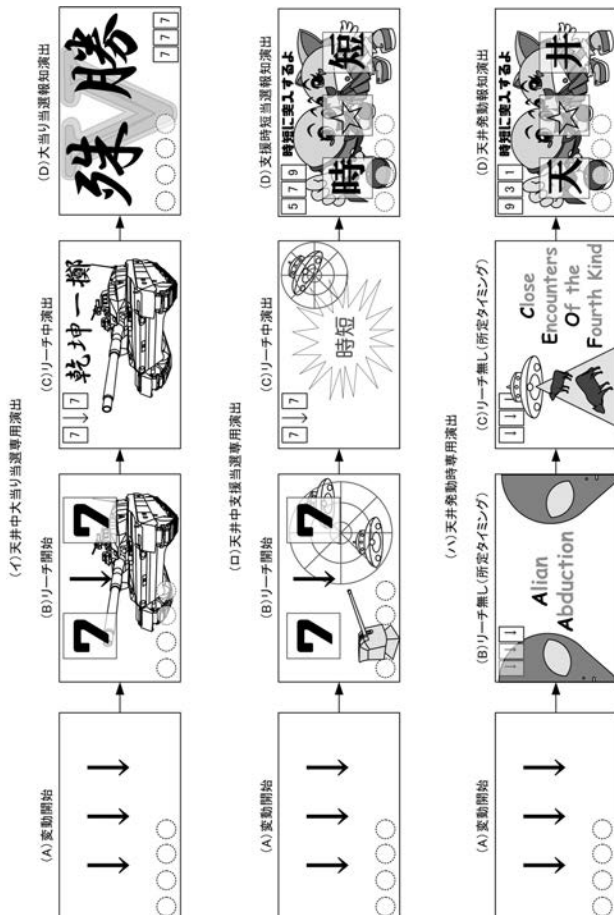 (イ)天井中大当り当選専用演出
(A)変動開始
(B)リーチ開始
7
7
(C)リーチ中演出
7
7
乾坤一擲
(D)大当り当選報知演出
殊勝
V
7
7
7
(ロ)天井中支援当選専用演出
(A)変動開始
(B)リーチ開始
7
7
(C)リーチ中演出
7
7
時短
(D)支援時短当選報知演出
5
7
9
時短に突入するよ
時☆短
(ハ)天井発動時専用演出
(A)変動開始
(B)リーチ無し(所定タイミング)
Alian
Abduction
(C)リーチ無し(所定タイミング)
Close
Encounters
Of the
Fourth Kind
(D)天井発動報知演出
9
3
1
時短に突入するよ
天☆井